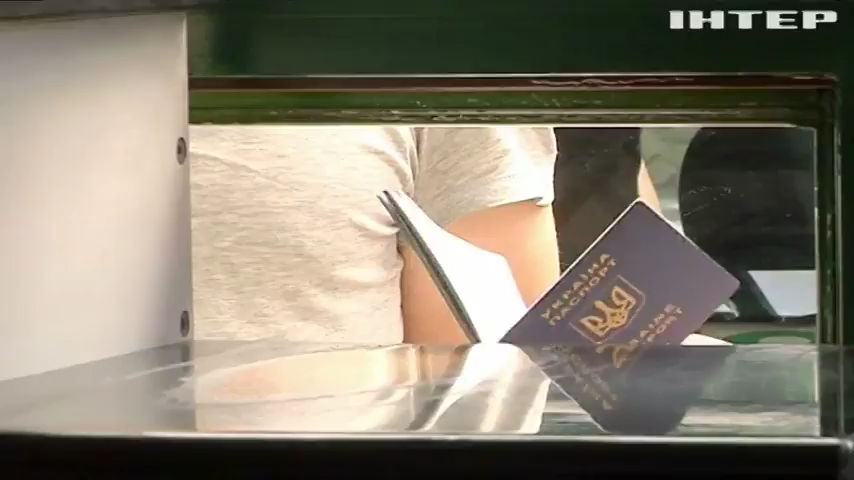 ІНТЕР
УКРАЇНА
ПАСПОРТ
UKRAINE
PASSPORT